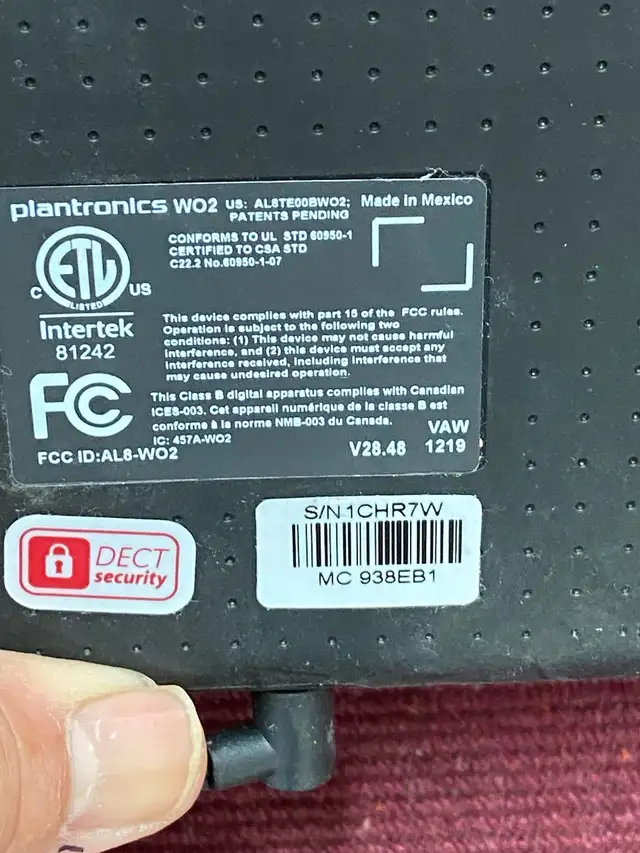 plantronics WO2 US: AL8TE00BWO2; Made in Mexico
PATENTS PENDING
CONFORMS TO UL STD 60950-1
CERTIFIED TO CSA STD
C22.2 No.60950-1-07
C ETL US
LISTED
Intertek
81242
This device complies with part 15 of the FCC rules.
Operation is subject to the following two
conditions: (1) This device may not cause harmful
interference, and (2) this device must accept any
interference received, including interference that
may cause undesired operation.
FC
This Class B digital apparatus complies with Canadian
ICES-003. Cet appareil numérique de la classe B est
conforme à la norme NMB-003 du Canada.
IC: 457A-WO2
FCC ID:AL8-WO2
V28.48
VAW
1219
DECT
security
S/N1CHR7W
MC 938EB1